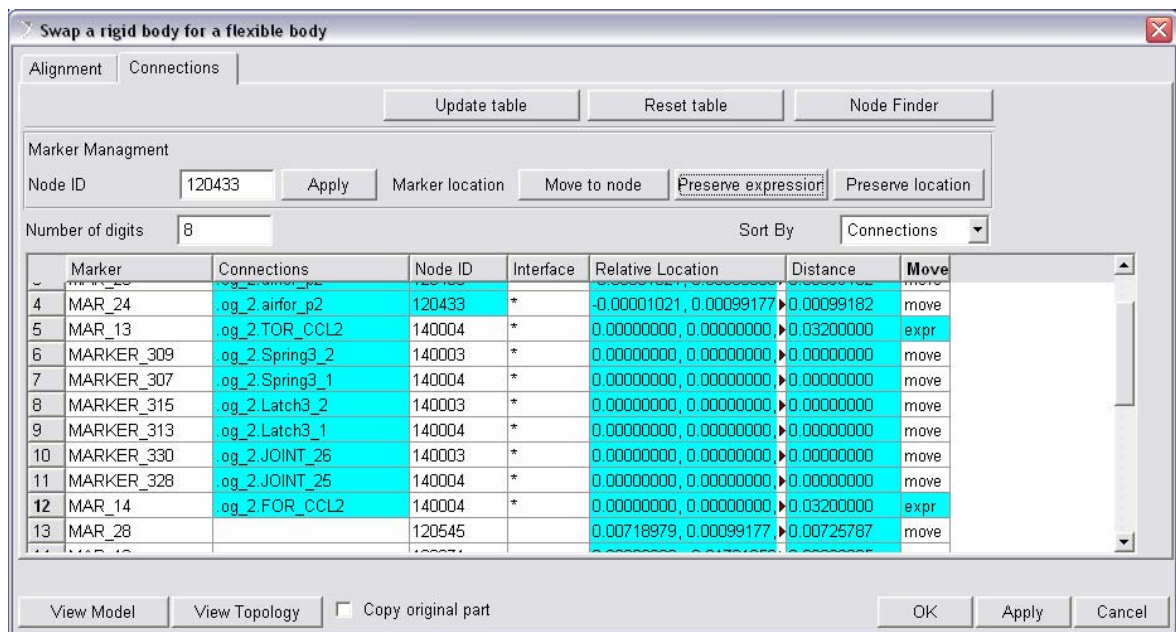 Swap a rigid body for a flexible body
Alignment Connections
Update table Reset table Node Finder
Marker Managment
Node ID 120433 Apply Marker location Move to node Preserve expression Preserve location
Number of digits 8 Sort By Connections
Marker Connections Node ID Interface Relative Location Distance Move
4 MAR_24 .og_2.airfor_p2 120433 * -0.00001021, 0.00099177 0.00099182 move
5 MAR_13 .og_2.TOR_CCL2 140004 * 0.00000000, 0.00000000, 0.03200000 expr
6 MARKER_309 .og_2.Spring3_2 140003 * 0.00000000, 0.00000000, 0.00000000 move
7 MARKER_307 .og_2.Spring3_1 140004 * 0.00000000, 0.00000000, 0.00000000 move
8 MARKER_315 .og_2.Latch3_2 140003 * 0.00000000, 0.00000000, 0.00000000 move
9 MARKER_313 .og_2.Latch3_1 140004 * 0.00000000, 0.00000000, 0.00000000 move
10 MARKER_330 .og_2.JOINT_26 140003 * 0.00000000, 0.00000000, 0.00000000 move
11 MARKER_328 .og_2.JOINT_25 140004 * 0.00000000, 0.00000000, 0.00000000 move
12 MAR_14 .og_2.FOR_CCL2 140004 * 0.00000000, 0.00000000, 0.03200000 expr
13 MAR_28 120545 0.00718979, 0.00099177, 0.00725787 move
View Model View Topology Copy original part OK Apply Cancel